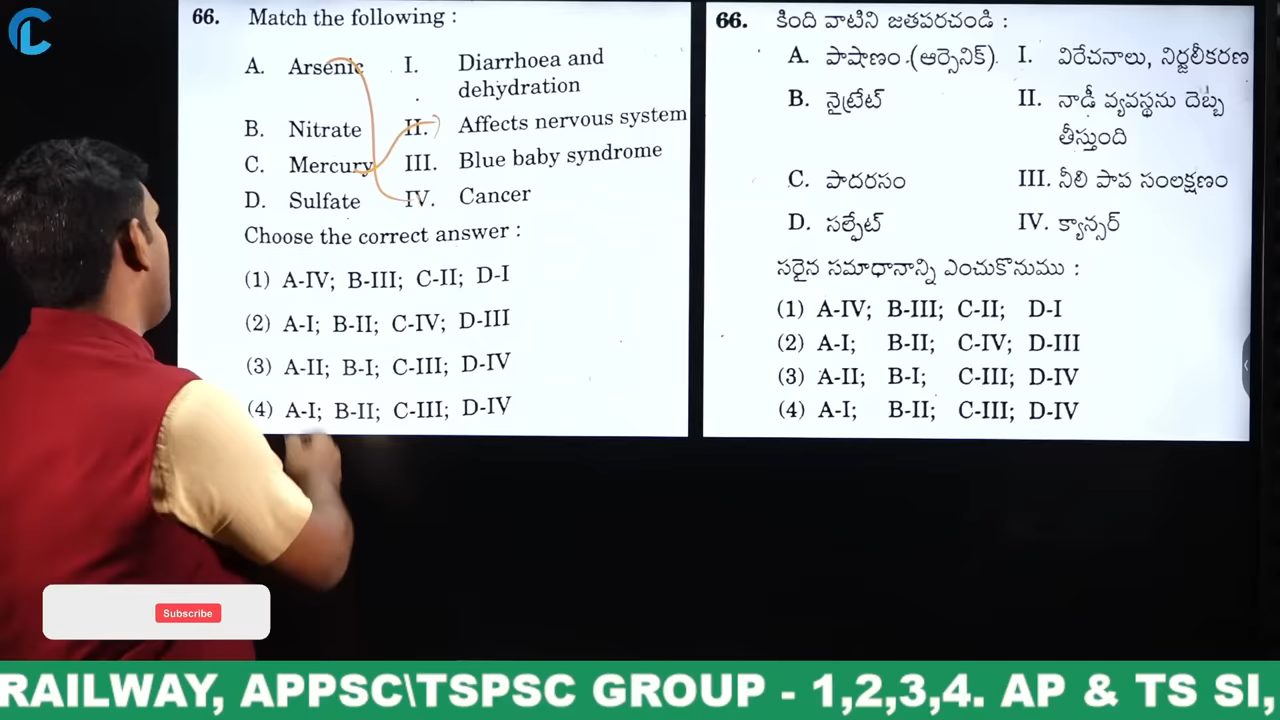 66. Match the following :
A. Arsenic I. Diarrhoea and
dehydration
B. Nitrate II. Affects nervous system
C. Mercury III. Blue baby syndrome
D. Sulfate IV. Cancer
Choose the correct answer :
(1) A-IV; B-III; C-II; D-I
(2) A-I; B-II; C-IV; D-III
(3) A-II; B-I; C-III; D-IV
(4) A-I; B-II; C-III; D-IV
66. కింది వాటిని జతపరచండి :
A. పాషాణం (ఆర్సెనిక్) I. విరేచనాలు, నిర్జలీకరణ
B. నైట్రేట్ II. నాడీ వ్యవస్థను దెబ్బ
తీస్తుంది
C. పాదరసం III. నీలి పాప సంలక్షణం
D. సల్ఫేట్ IV. క్యాన్సర్
సరైన సమాధానాన్ని ఎంచుకొనుము :
(1) A-IV; B-III; C-II; D-I
(2) A-I; B-II; C-IV; D-III
(3) A-II; B-I; C-III; D-IV
(4) A-I; B-II; C-III; D-IV
Subscribe
RAILWAY, APPSC\TSPSC GROUP - 1,2,3,4. AP & TS SI,